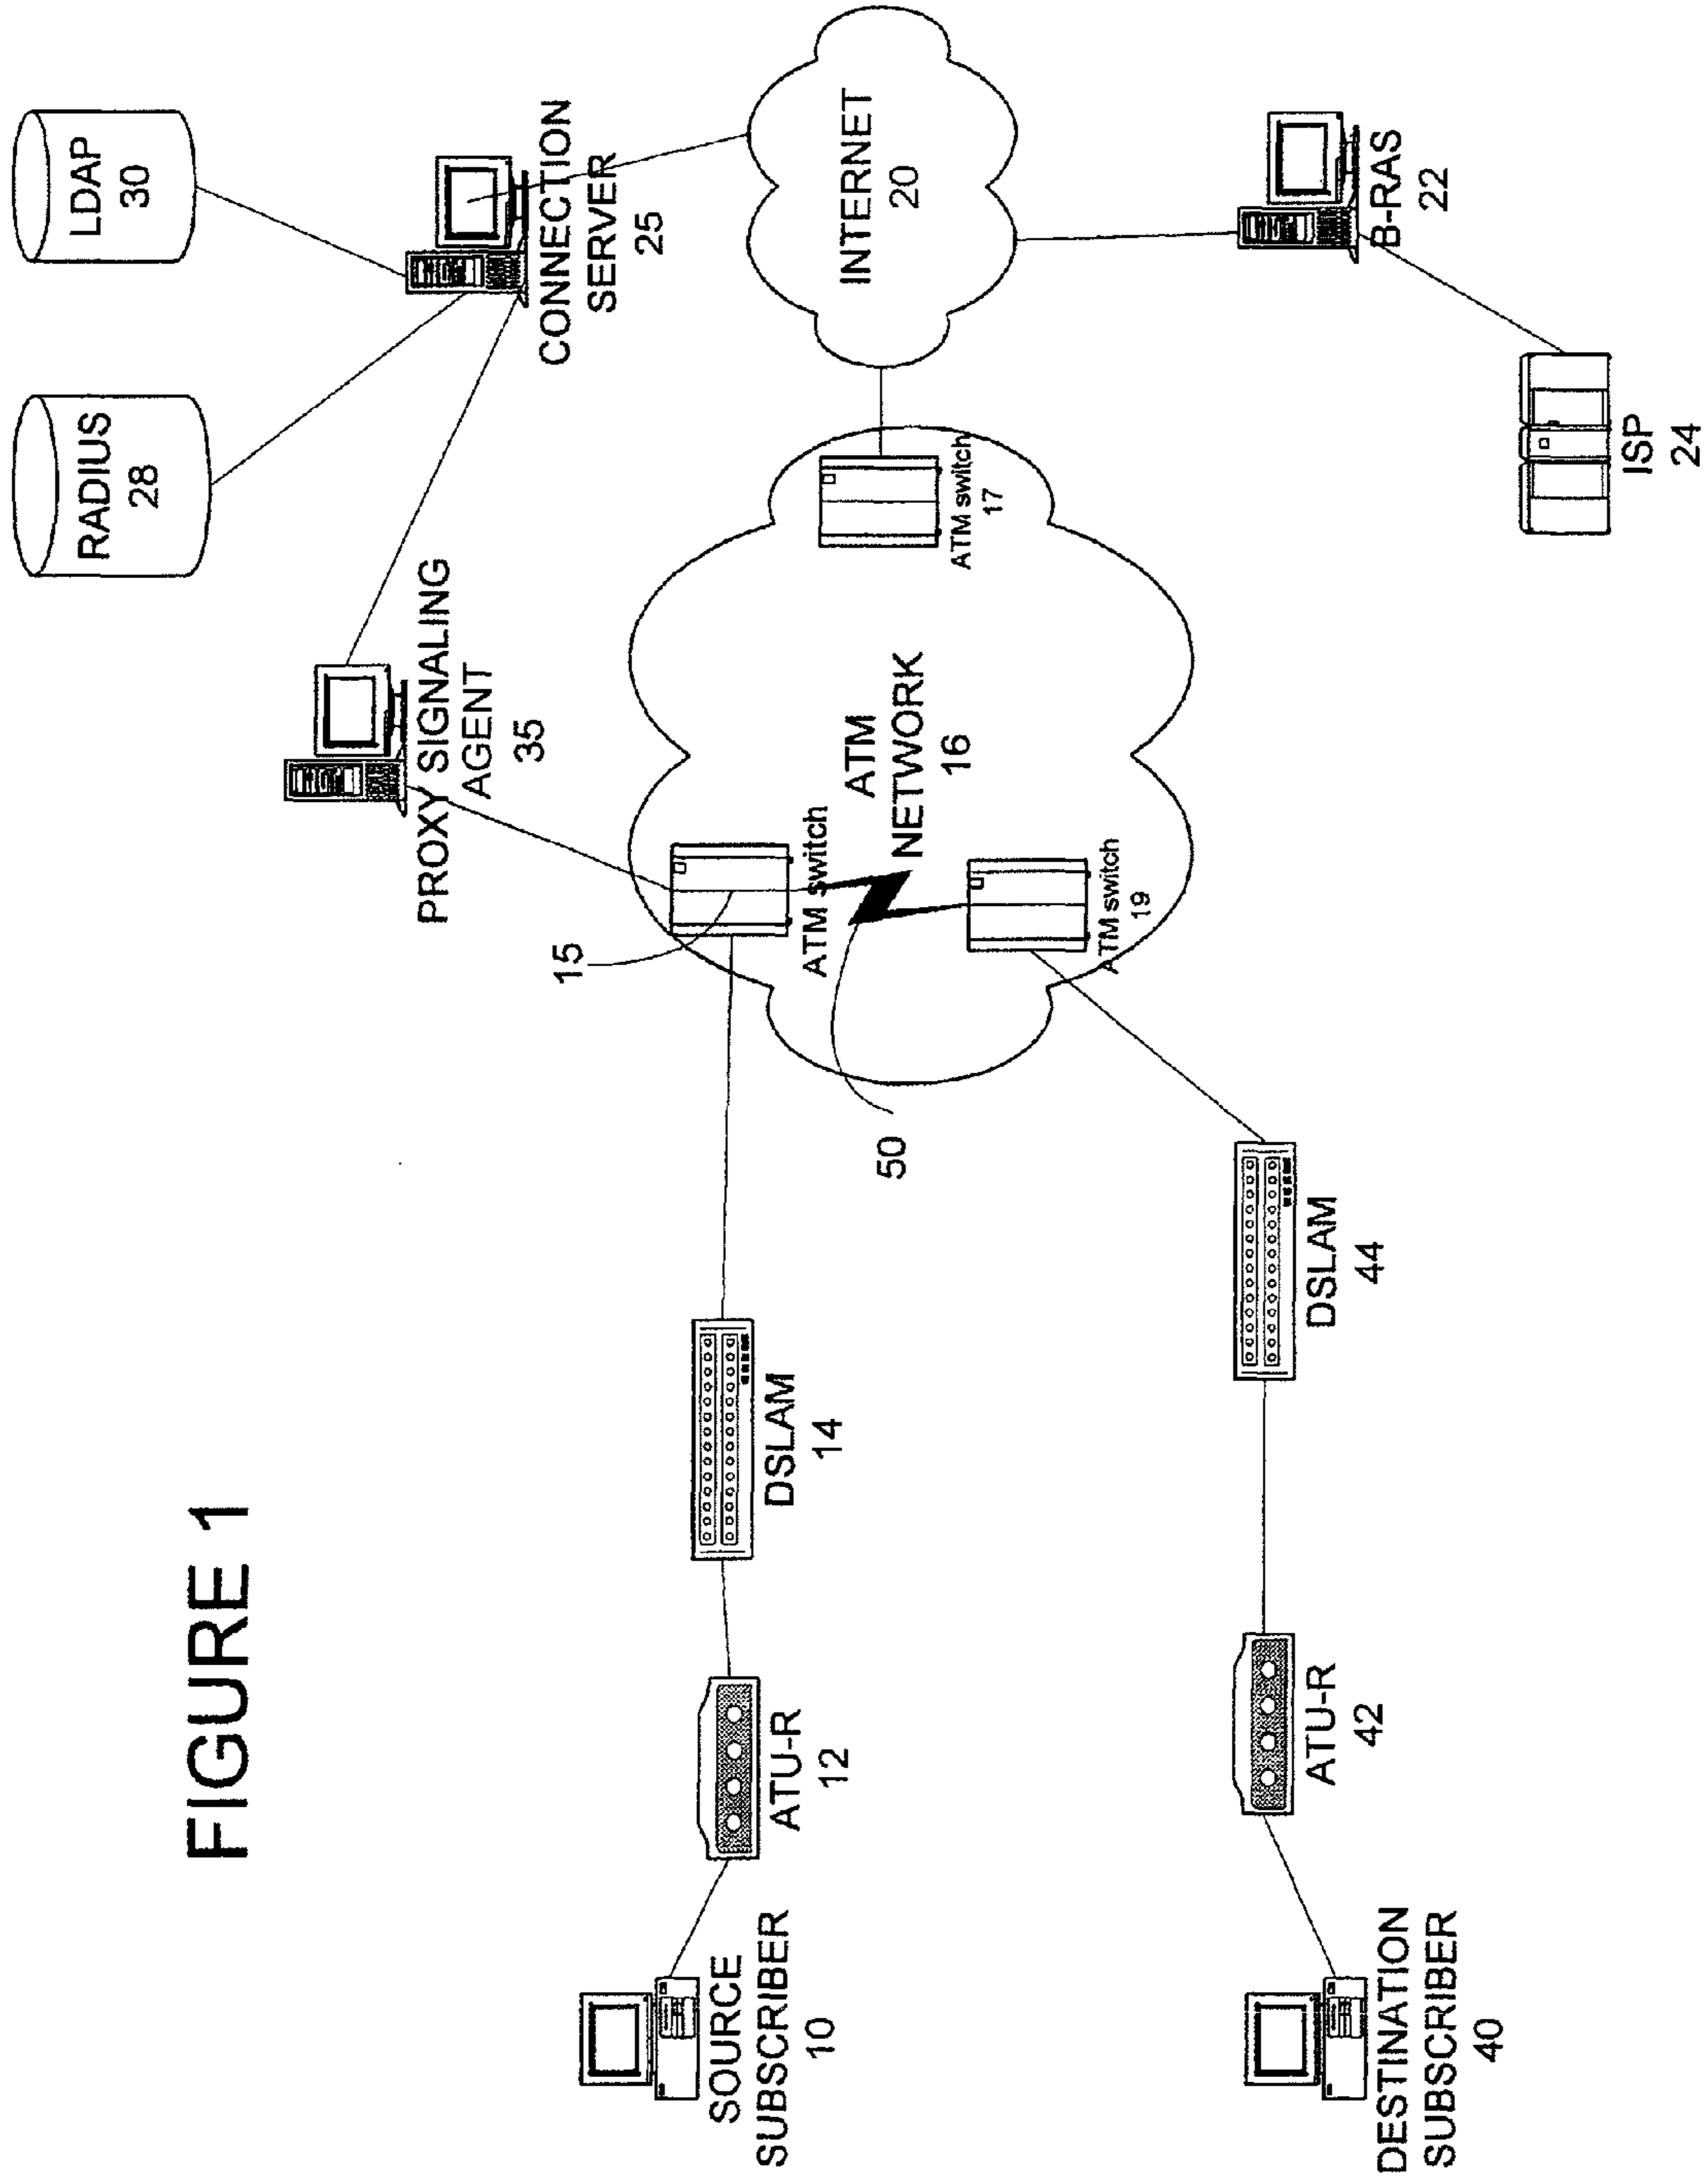 FIGURE 1
LDAP
30
RADIUS
28
CONNECTION
SERVER
25
PROXY SIGNALING
AGENT
35
INTERNET
20
B-RAS
22
ISP
24
ATM switch
17
ATM
NETWORK
16
15
ATM switch
ATM switch
19
50
DSLAM
14
DSLAM
44
ATU-R
12
ATU-R
42
SOURCE
SUBSCRIBER
10
DESTINATION
SUBSCRIBER
40